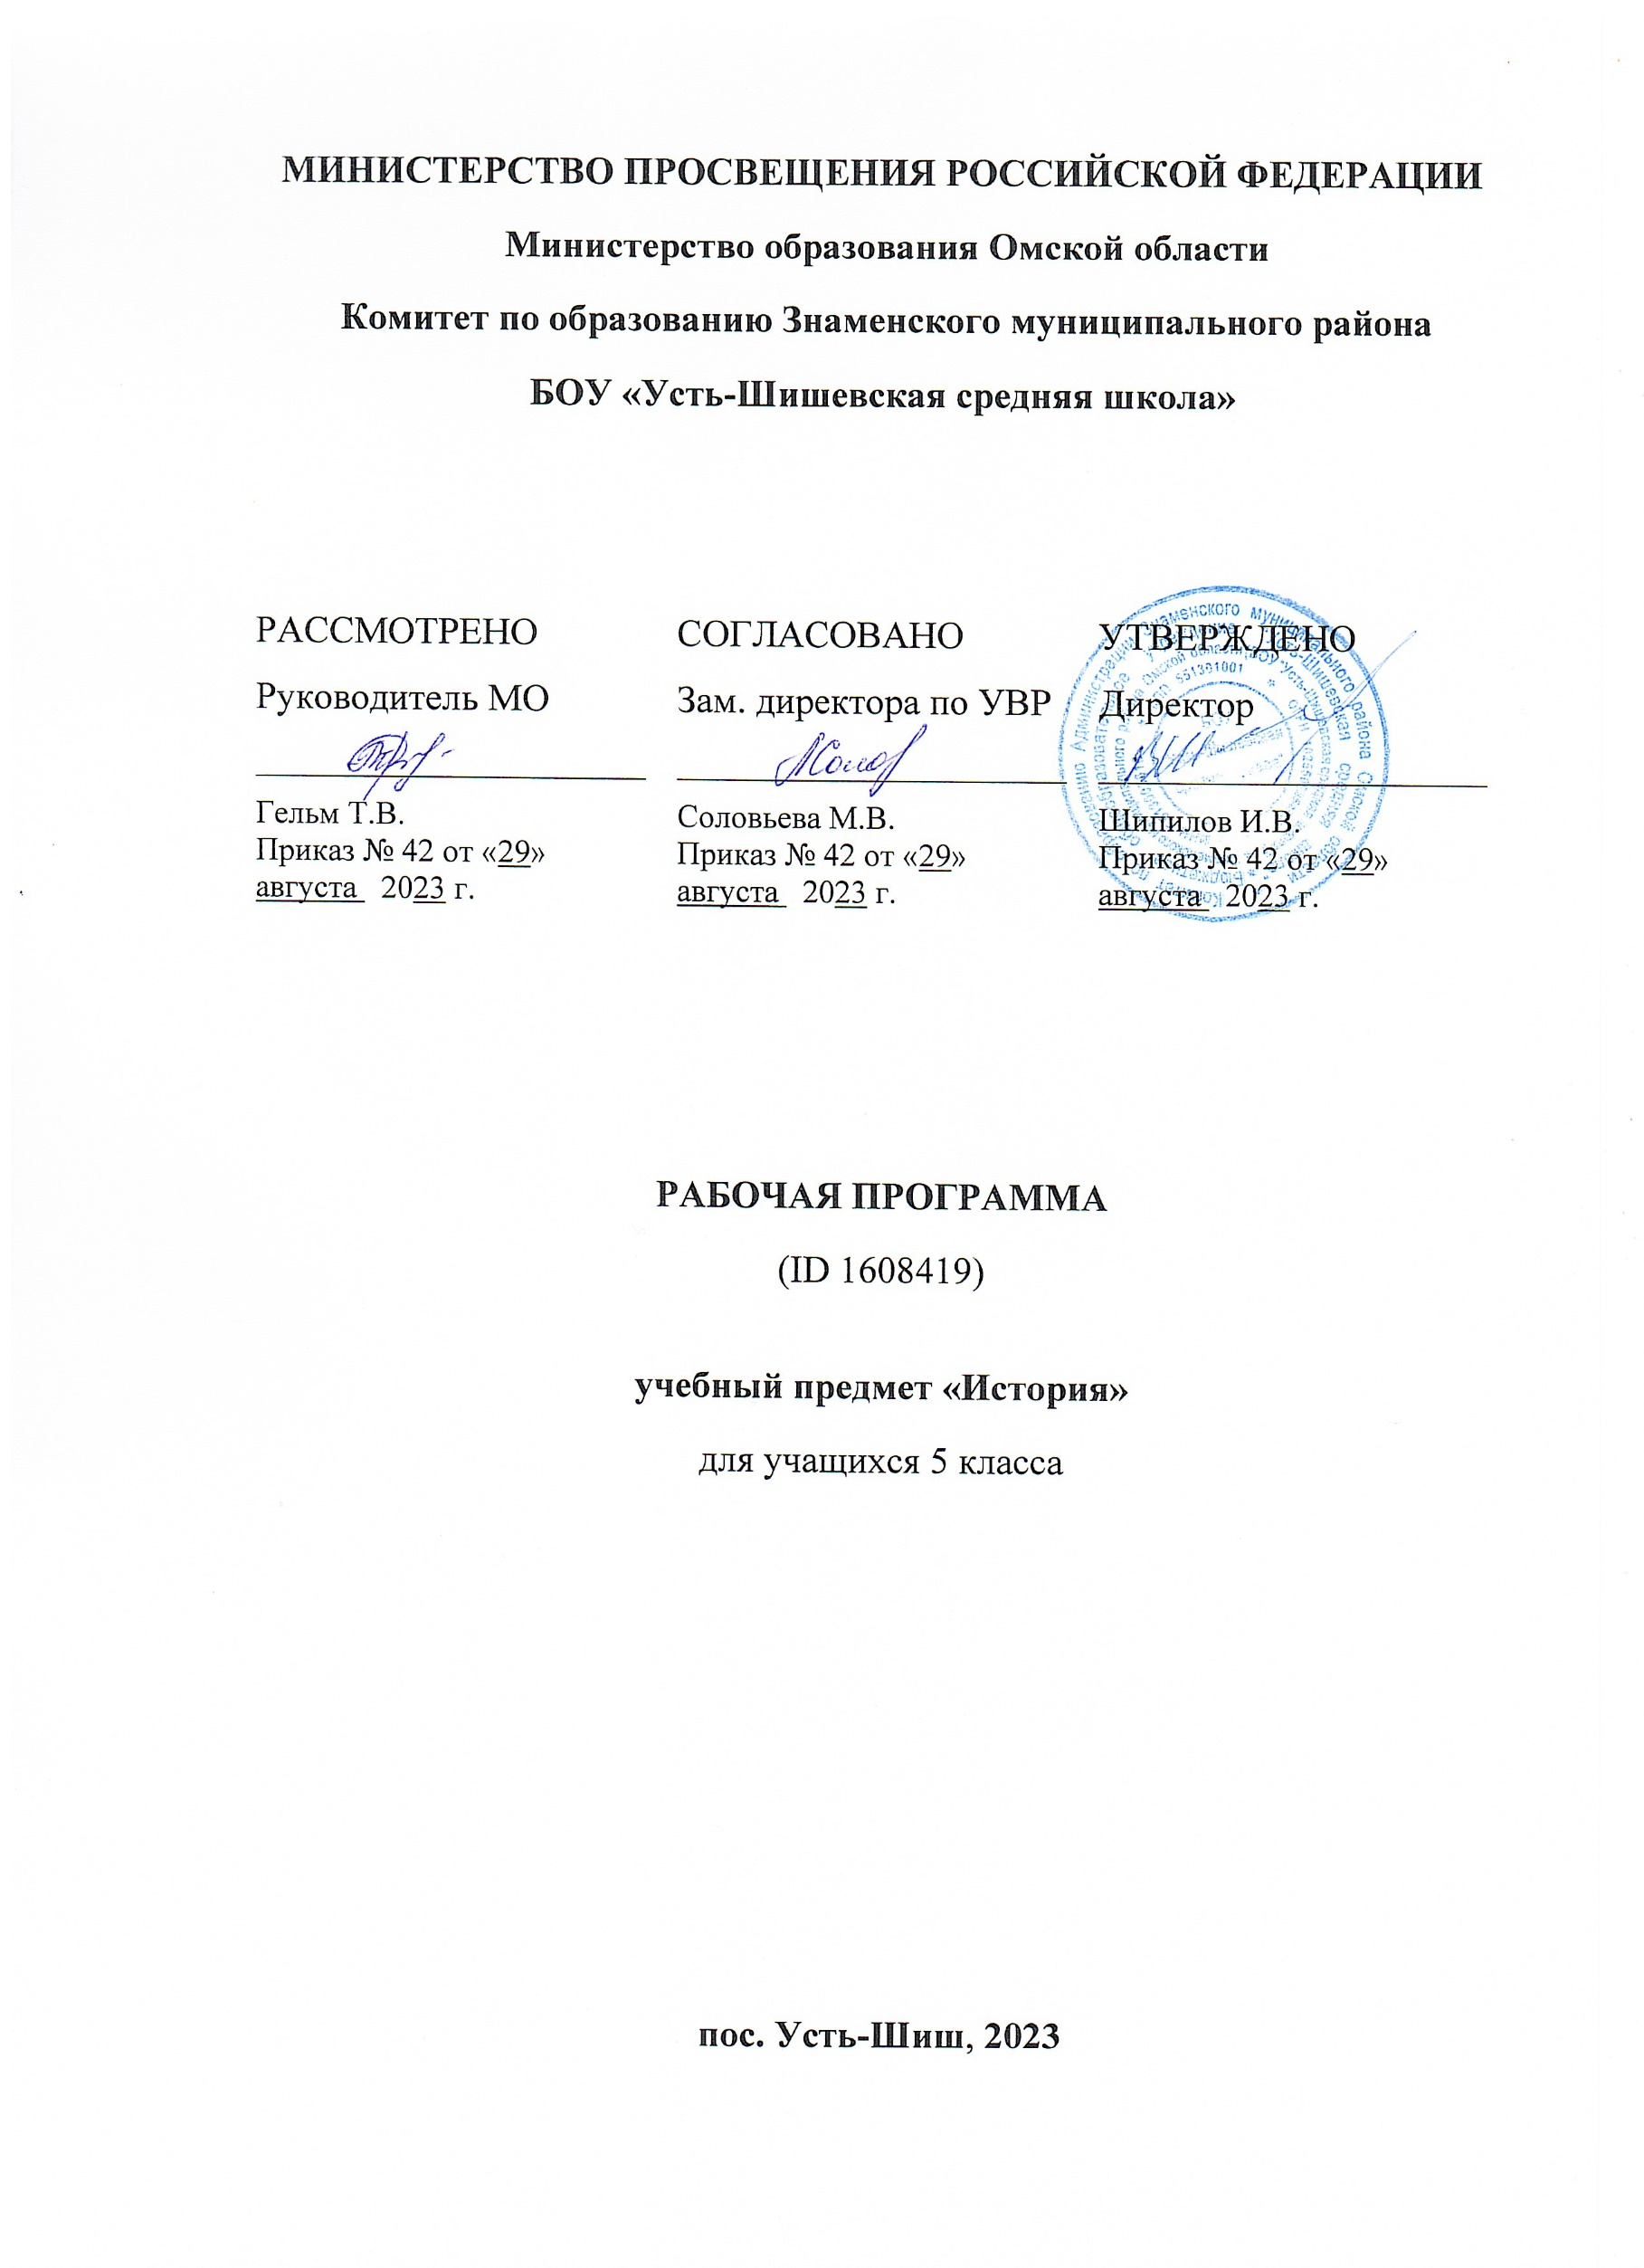 МИНИСТЕРСТВО ПРОСВЕЩЕНИЯ РОССИЙСКОЙ ФЕДЕРАЦИИ
Министерство образования Омской области
Комитет по образованию Знаменского муниципального района
БОУ «Усть-Шишевская средняя школа»
РАССМОТРЕНО
Руководитель МО
Гельм Т.В.
Приказ № 42 от «29»
августа 2023 г.
СОГЛАСОВАНО
Зам. директора по УВР
Соловьева М.В.
Приказ № 42 от «29»
августа 2023 г.
УТВЕРЖДЕНО
Директор
Шипилов И.В.
Приказ № 42 от «29»
августа 2023 г.
РАБОЧАЯ ПРОГРАММА
(ID 1608419)
учебный предмет «История»
для учащихся 5 класса
пос. Усть-Шиш, 2023